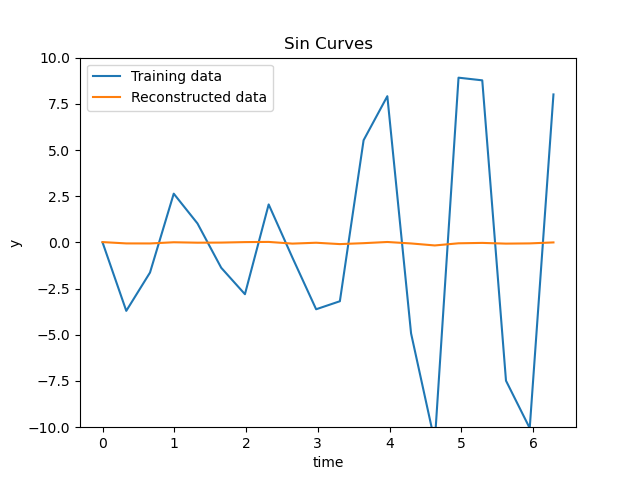 Sin Curves
Training data
Reconstructed data
10.0
7.5
5.0
2.5
0.0
−2.5
−5.0
−7.5
−10.0
y
0 1 2 3 4 5 6
time